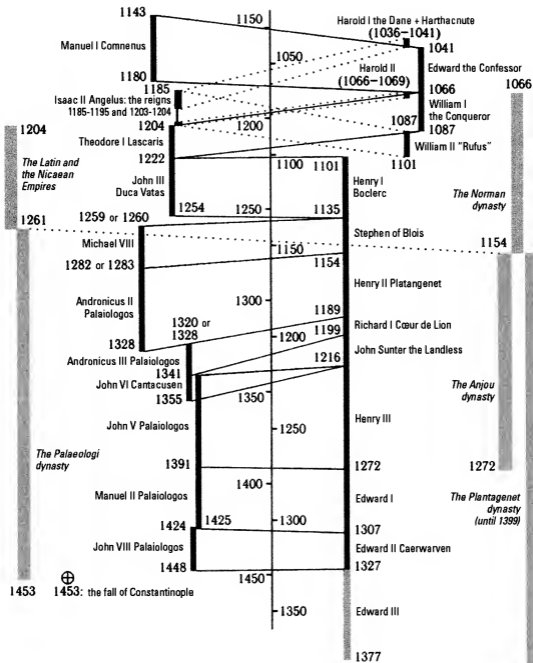 1143
1150
Harold I the Dane + Harthacnute
(1036–1041)
Manuel I Comnenus
1050
1041
Harold II
(1066–1069)
Edward the Confessor
1180
1185
1066
1066
Isaac II Angelus: the reigns
1185-1195 and 1203-1204
William I
the Conqueror
1204
1204
1200
1087
1087
Theodore I Lascaris
William II "Rufus"
The Latin and
the Nicaean
Empires
1222
1100
1101
1101
John III
Duca Vatas
Henry I
Boclerc
The Norman
dynasty
1254
1250
1135
1261
1259 or 1260
Stephen of Blois
Michael VIII
1150
1154
1154
1282 or 1283
Henry II Platangenet
Andronicus II
Palaiologos
1300
1189
1320 or
1328
1328
1199
Richard I Cœur de Lion
1200
1216
John Sunter the Landless
Andronicus III Palaiologos
1341
John VI Cantacusen
1355
1350
The Anjou
dynasty
John V Palaiologos
1250
Henry III
The Palaeologi
dynasty
1391
1272
1272
1400
Manuel II Palaiologos
Edward I
The Plantagenet
dynasty
(until 1399)
1424
1425
1300
1307
John VIII Palaiologos
Edward II Caerwarven
1448
1327
1450
1453
1453: the fall of Constantinople
1350
Edward III
1377